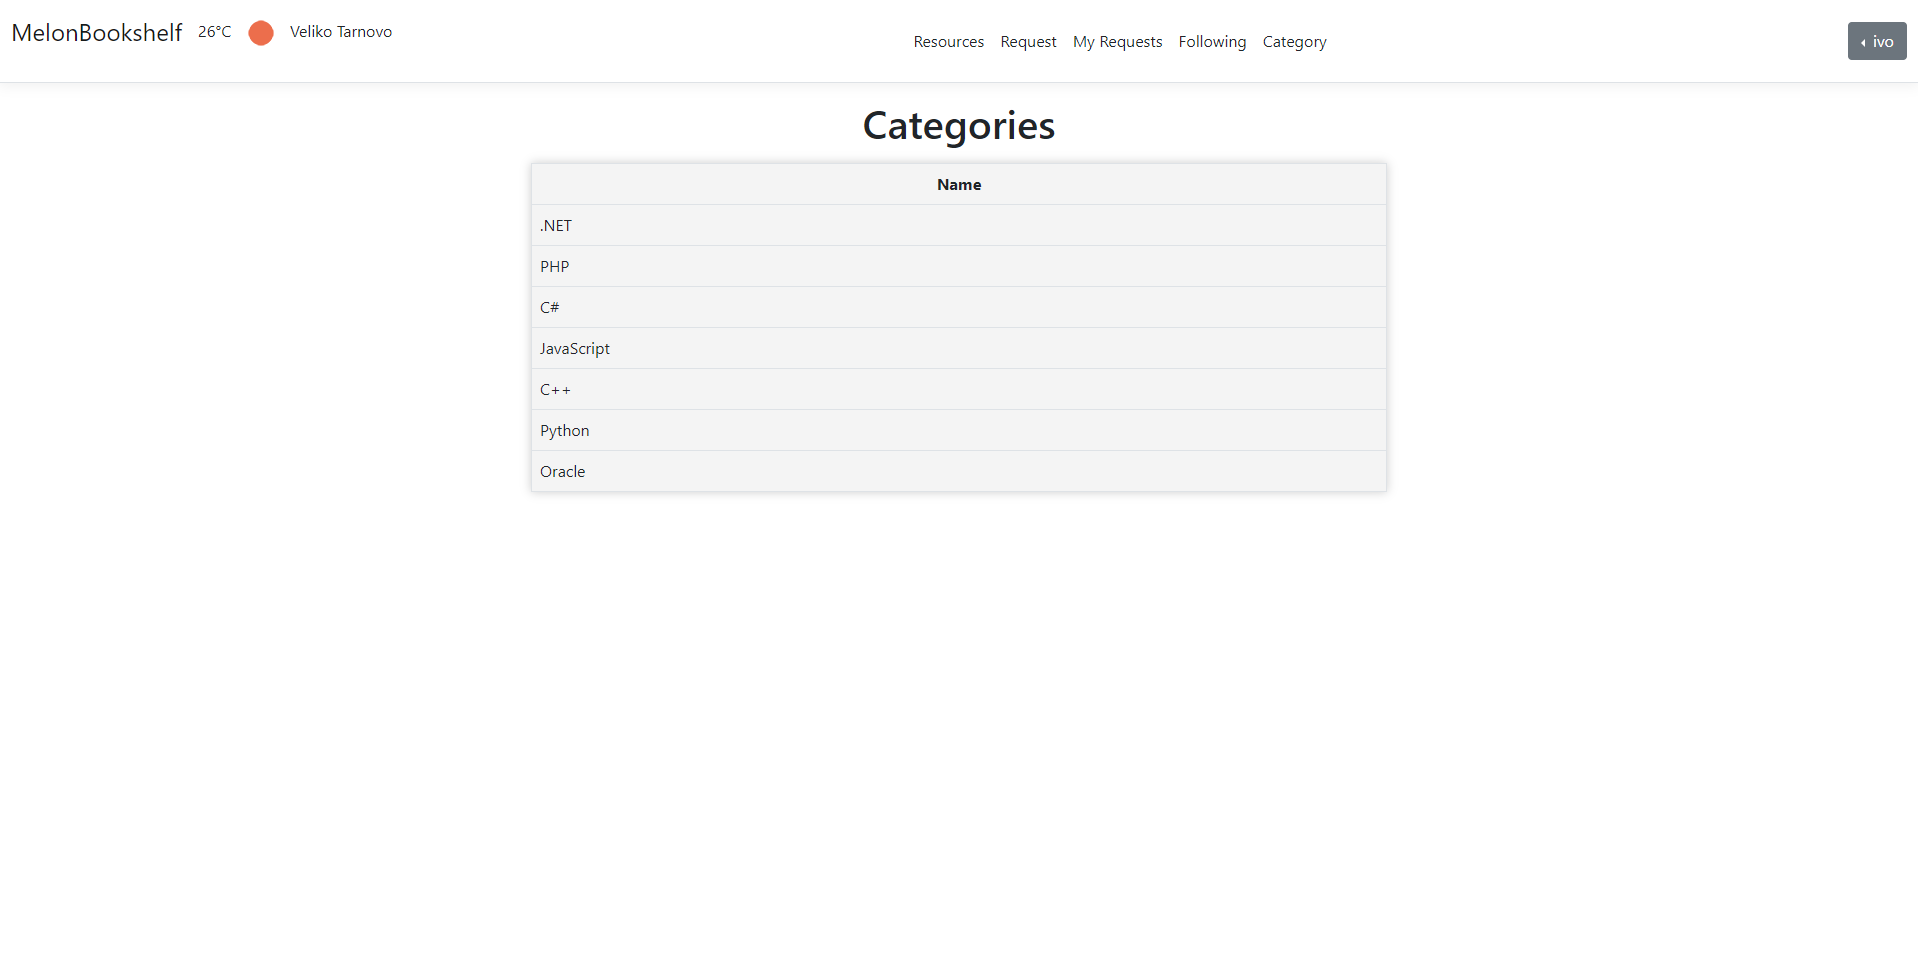 MelonBookshelf 26°C Veliko Tarnovo
Resources Request My Requests Following Category
ivo
Categories
Name
.NET
PHP
C#
JavaScript
C++
Python
Oracle